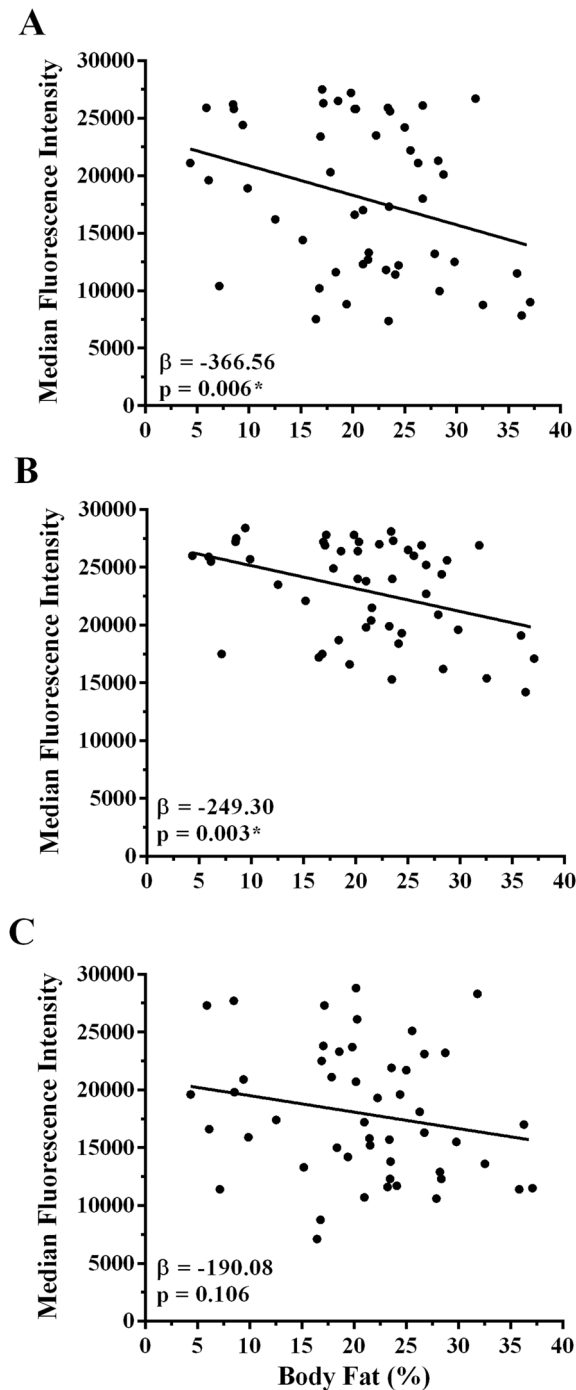 A
Median Fluorescence Intensity
30000
25000
20000
15000
10000
5000
0
β = -366.56
p = 0.006*
0 5 10 15 20 25 30 35 40
B
Median Fluorescence Intensity
30000
25000
20000
15000
10000
5000
0
β = -249.30
p = 0.003*
0 5 10 15 20 25 30 35 40
C
Median Fluorescence Intensity
30000
25000
20000
15000
10000
5000
0
β = -190.08
p = 0.106
0 5 10 15 20 25 30 35 40
Body Fat (%)